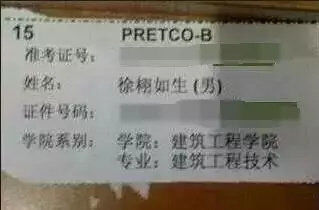 15 PRETCO-B
准考证号:
姓名: 徐栩如生 (男)
证件号码:
学院系别: 学院: 建筑工程学院
专业: 建筑工程技术